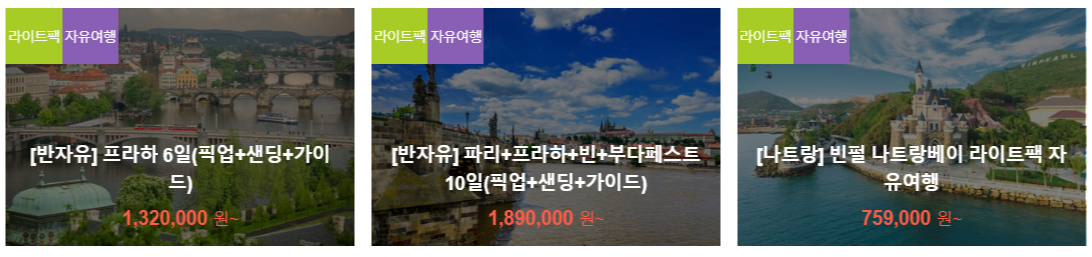 라이트팩 자유여행
[반자유] 프라하 6일(픽업+샌딩+가이
드)
1,320,000 원~
라이트팩 자유여행
[반자유] 파리+프라하+빈+부다페스트
10일(픽업+샌딩+가이드)
1,890,000 원~
라이트팩 자유여행
[나트랑] 빈펄 나트랑베이 라이트팩 자
유여행
759,000 원~